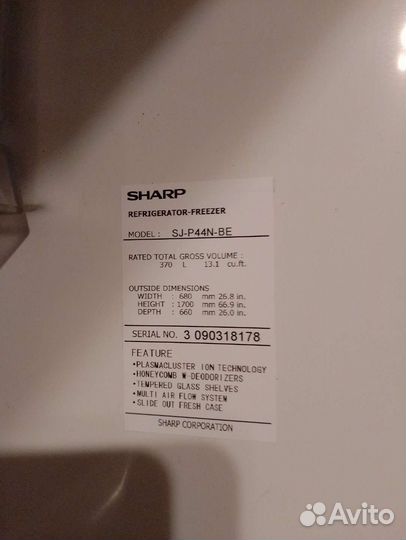 SHARP
REFRIGERATOR-FREEZER
MODEL : SJ-P44N-BE
RATED TOTAL GROSS VOLUME :
370 L 13.1 cu.ft.
OUTSIDE DIMENSIONS
WIDTH : 680 mm 26.8 in.
HEIGHT : 1700 mm 66.9 in.
DEPTH : 660 mm 26.0 in.
SERIAL NO. 3 090318178
FEATURE
•PLASMACLUSTER ION TECHNOLOGY
•HONEYCOMB W-DEODORIZERS
•TEMPERED GLASS SHELVES
•MULTI AIR FLOW SYSTEM
•SLIDE OUT FRESH CASE
SHARP CORPORATION
Avito